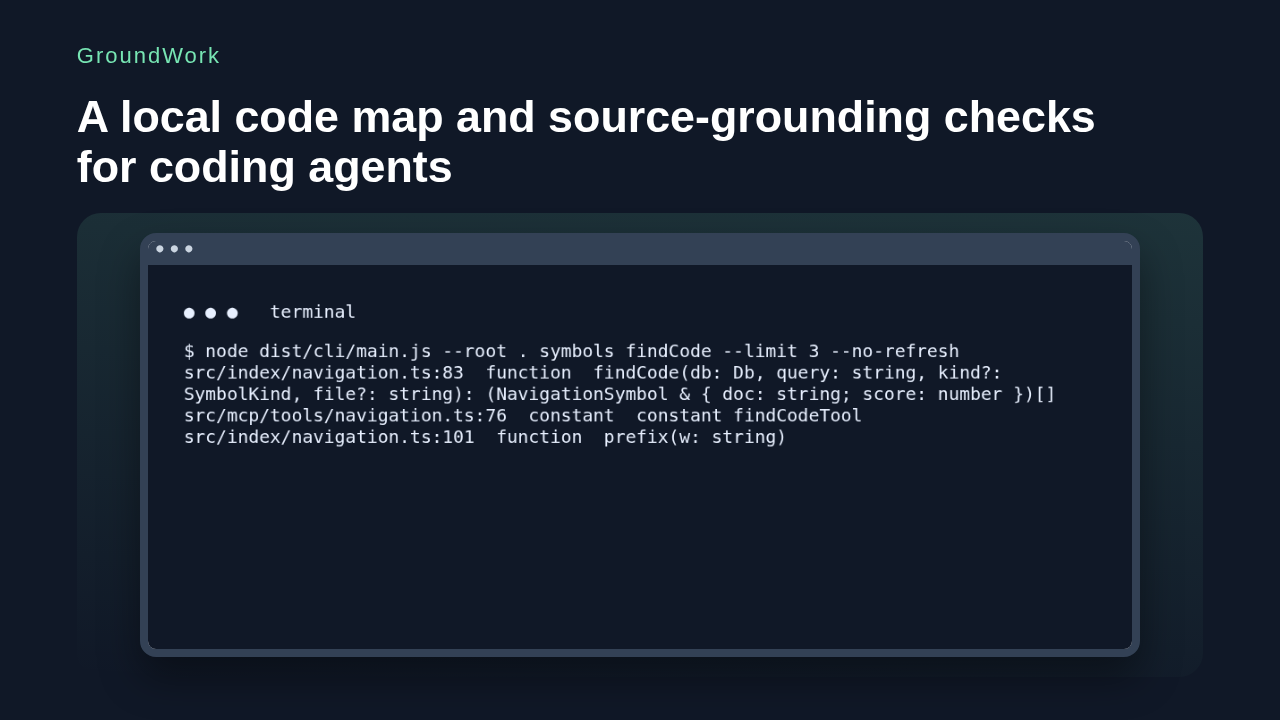 GroundWork
A local code map and source-grounding checks
for coding agents
● ● ●   terminal
$ node dist/cli/main.js --root . symbols findCode --limit 3 --no-refresh
src/index/navigation.ts:83  function  findCode(db: Db, query: string, kind?:
SymbolKind, file?: string): (NavigationSymbol & { doc: string; score: number })[]
src/mcp/tools/navigation.ts:76  constant  constant findCodeTool
src/index/navigation.ts:101  function  prefix(w: string)